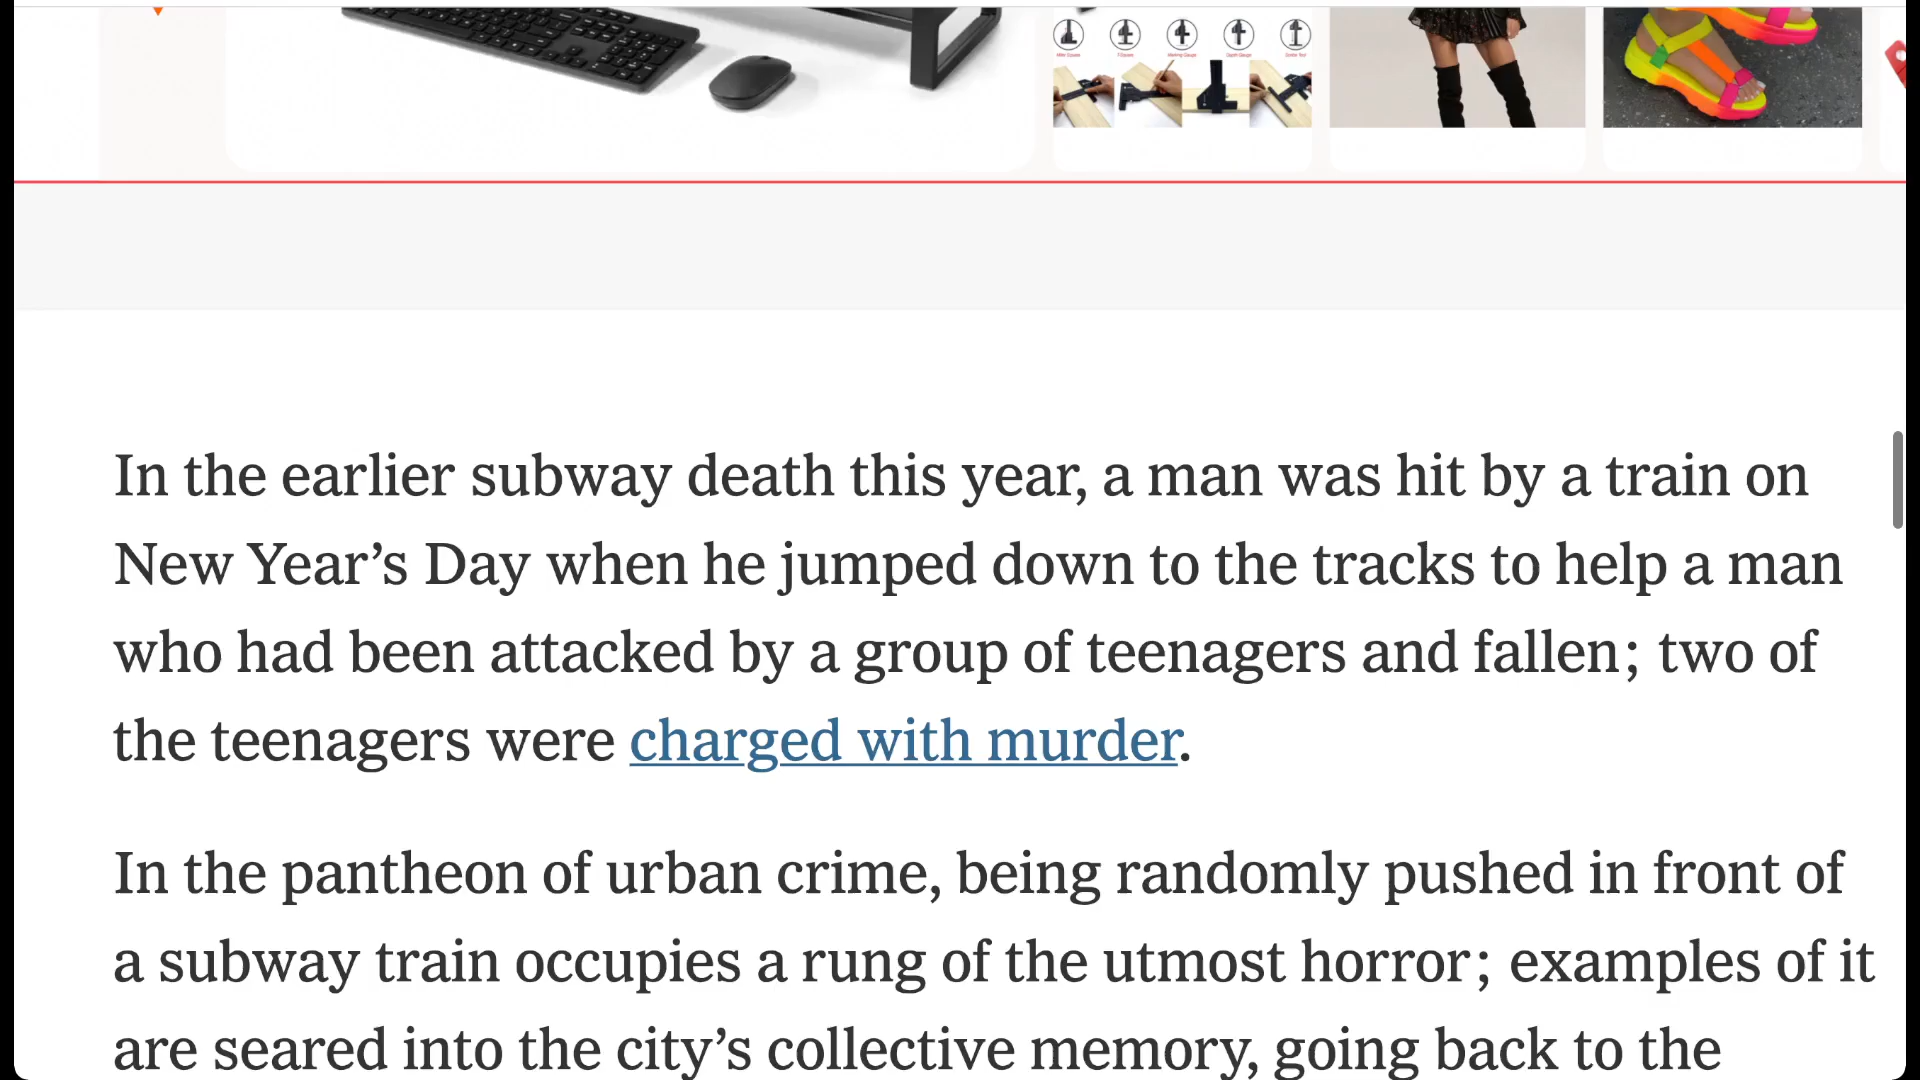 In the earlier subway death this year, a man was hit by a train on
New Year’s Day when he jumped down to the tracks to help a man
who had been attacked by a group of teenagers and fallen; two of
the teenagers were charged with murder.
In the pantheon of urban crime, being randomly pushed in front of
a subway train occupies a rung of the utmost horror; examples of it
are seared into the city’s collective memory, going back to the